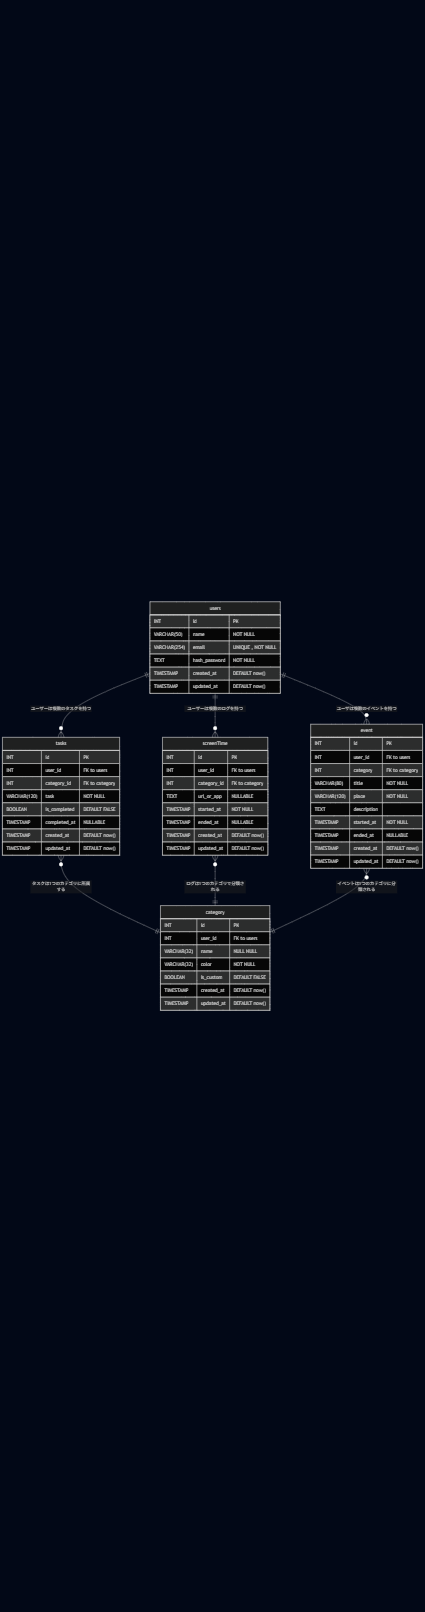 users
INT id PK
VARCHAR(50) name NOT NULL
VARCHAR(254) email UNIQUE , NOT NULL
TEXT hash_password NOT NULL
TIMESTAMP created_at DEFAULT now()
TIMESTAMP updated_at DEFAULT now()
ユーザーは複数のタスクを持つ
ユーザーは複数のログを持つ
ユーザは複数のイベントを持つ
tasks
INT id PK
INT user_id FK to users
INT category_id FK to category
VARCHAR(120) task NOT NULL
BOOLEAN is_completed DEFAULT FALSE
TIMESTAMP completed_at NULLABLE
TIMESTAMP created_at DEFAULT now()
TIMESTAMP updated_at DEFAULT now()
screenTime
INT id PK
INT user_id FK to users
INT category_id FK to category
TEXT url_or_app NULLABLE
TIMESTAMP started_at NOT NULL
TIMESTAMP ended_at NULLABLE
TIMESTAMP created_at DEFAULT now()
TIMESTAMP updated_at DEFAULT now()
event
INT id PK
INT user_id FK to users
INT category FK to category
VARCHAR(80) title NOT NULL
VARCHAR(120) place NOT NULL
TEXT description
TIMESTAMP started_at NOT NULL
TIMESTAMP ended_at NULLABLE
TIMESTAMP created_at DEFAULT now()
TIMESTAMP updated_at DEFAULT now()
タスクは1つのカテゴリに所属
する
ログは1つのカテゴリで分類さ
れる
イベントは1つのカテゴリに分
類される
category
INT id PK
INT user_id FK to users
VARCHAR(32) name NULL NULL
VARCHAR(32) color NOT NULL
BOOLEAN is_custom DEFAULT FALSE
TIMESTAMP created_at DEFAULT now()
TIMESTAMP updated_at DEFAULT now()